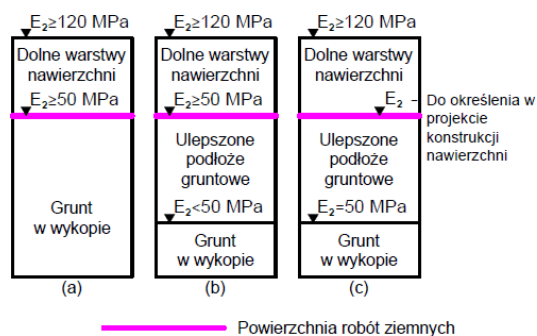 E₂≥120 MPa
Dolne warstwy
nawierzchni
E₂≥50 MPa
Grunt
w wykopie
(a)
E₂≥120 MPa
Dolne warstwy
nawierzchni
E₂≥50 MPa
Ulepszone
podłoże
gruntowe
E₂<50 MPa
Grunt
w wykopie
(b)
E₂≥120 MPa
Dolne warstwy
nawierzchni
E₂ - Do określenia w
projekcie
konstrukcji
nawierzchni
Ulepszone
podłoże
gruntowe
E₂=50 MPa
Grunt
w wykopie
(c)
Powierzchnia robót ziemnych